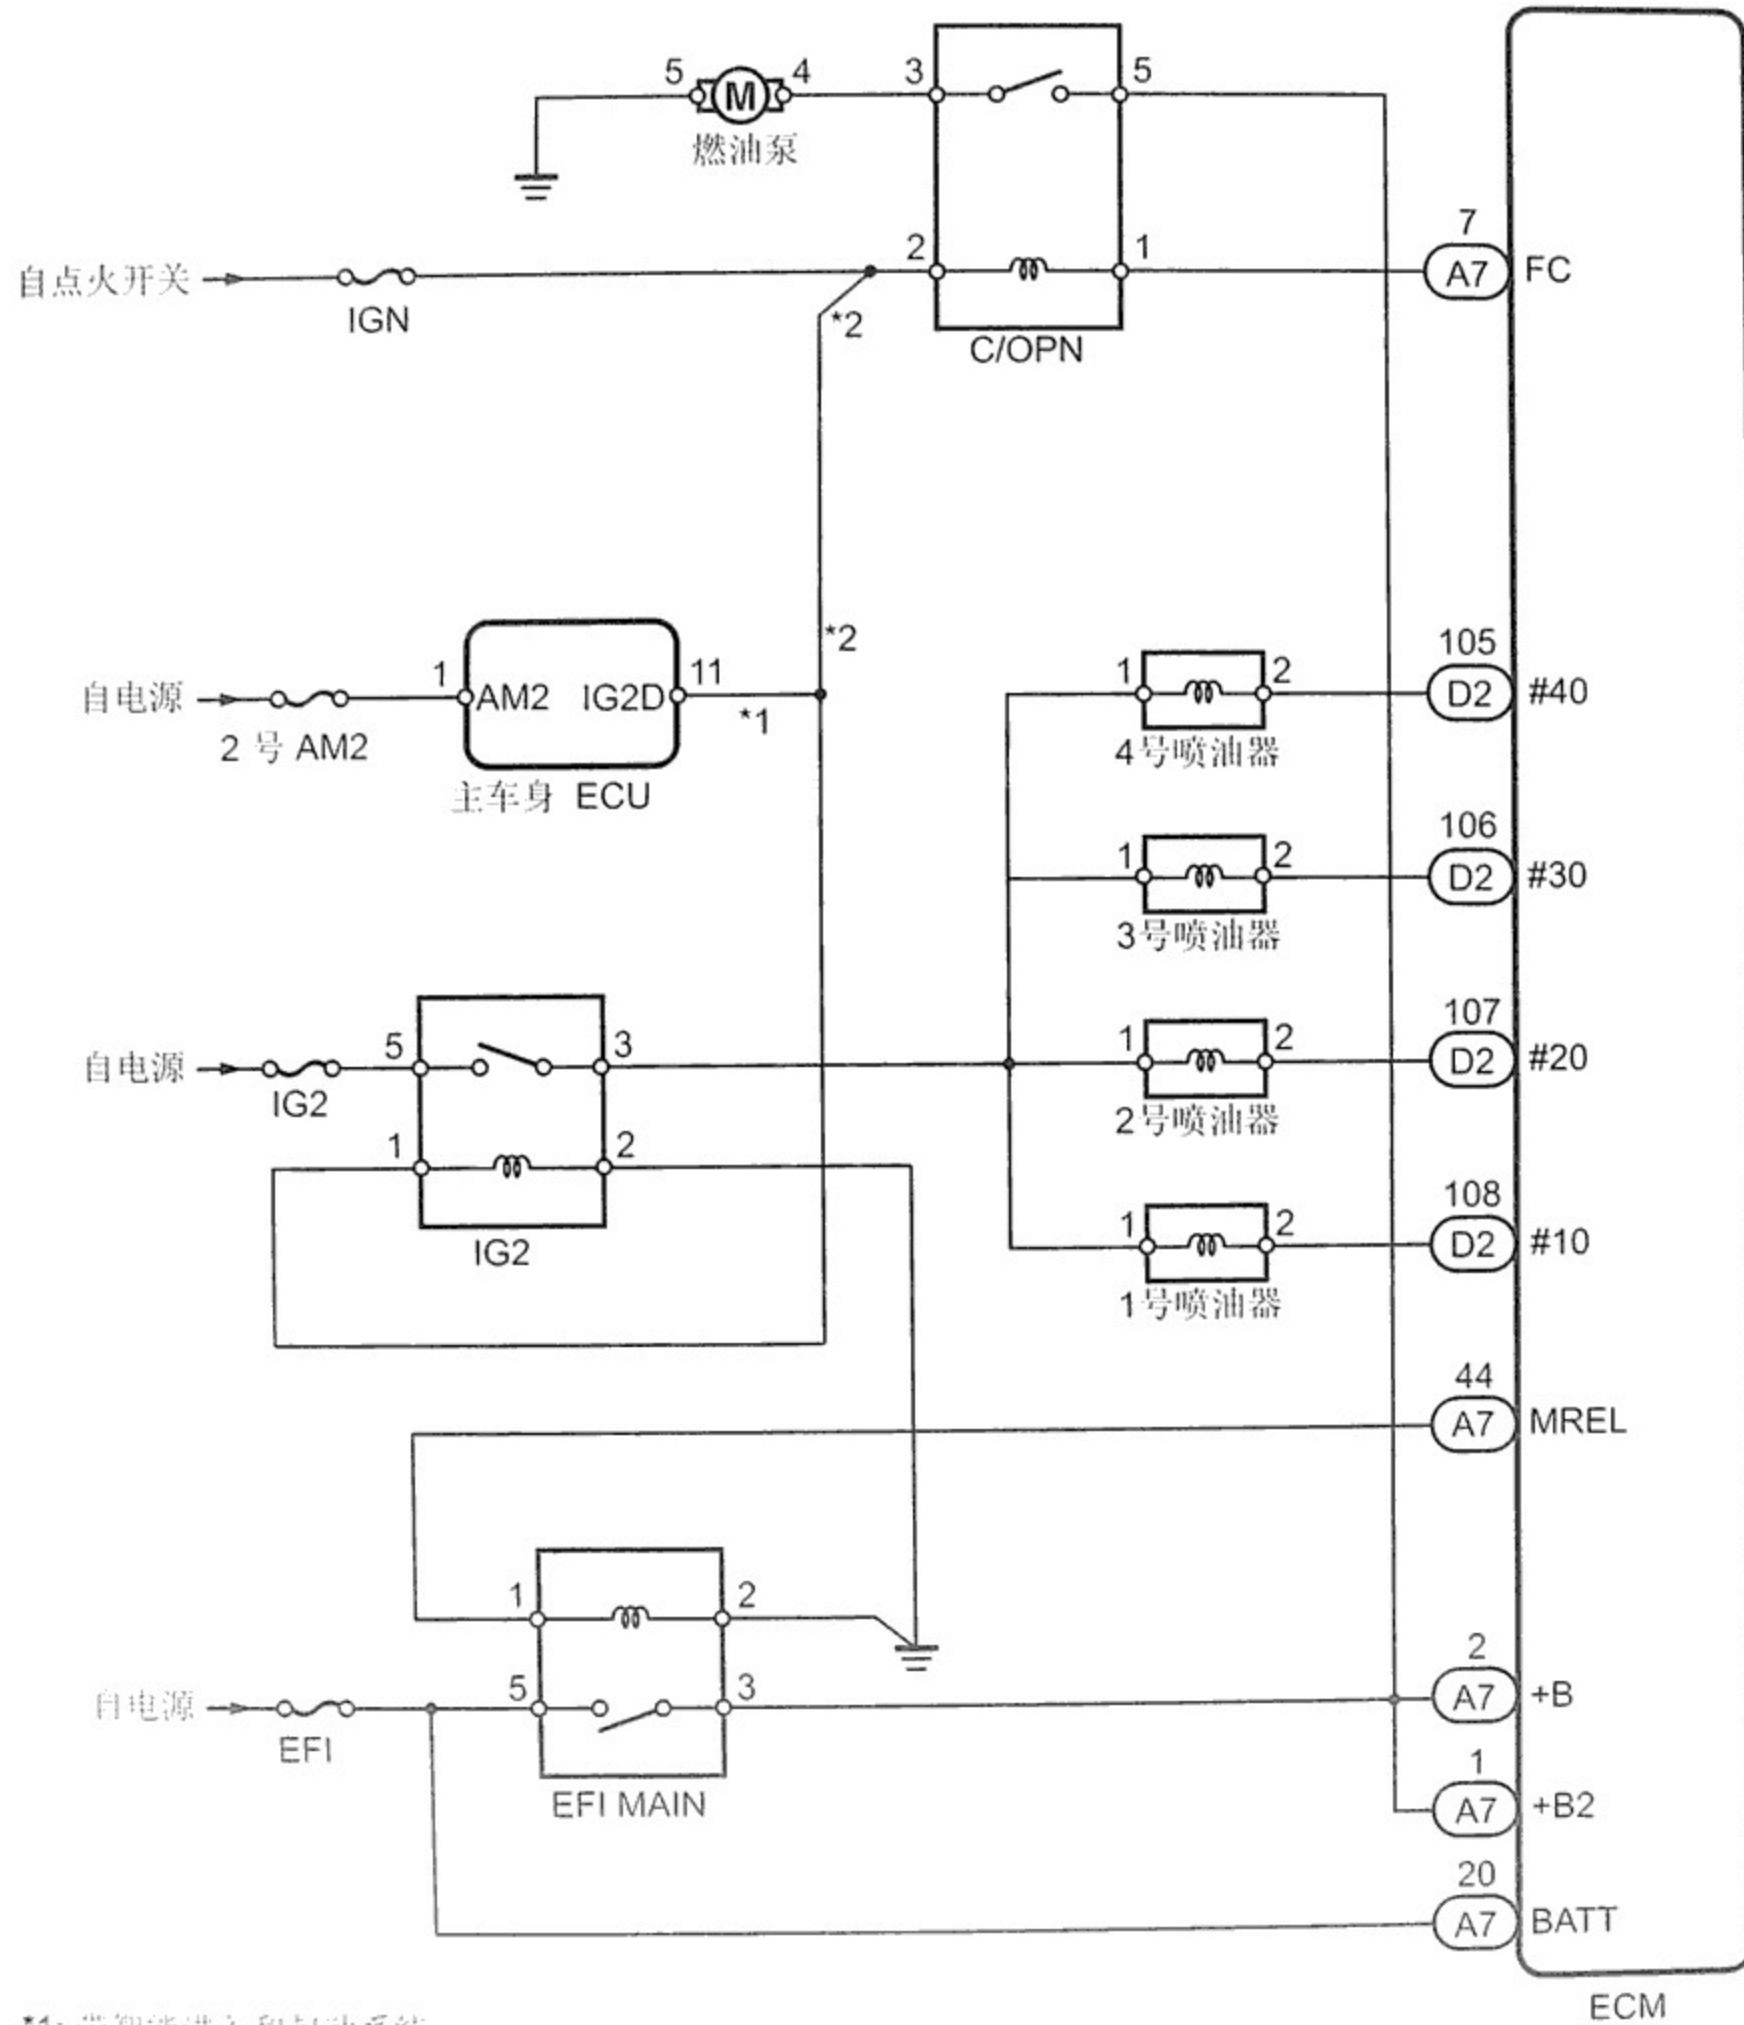 5
M
4
3
5
燃油泵
自点火开关
IGN
2
1
7
A7
FC
*2
C/OPN
*2
自电源
2 号 AM2
1
AM2
IG2D
11
*1
主车身 ECU
1
2
105
D2
#40
4号喷油器
1
2
106
D2
#30
3号喷油器
自电源
IG2
5
3
1
2
107
D2
#20
2号喷油器
1
2
IG2
1
2
108
D2
#10
1号喷油器
44
A7
MREL
1
2
自电源
EFI
5
3
EFI MAIN
2
A7
+B
1
A7
+B2
20
A7
BATT
ECM